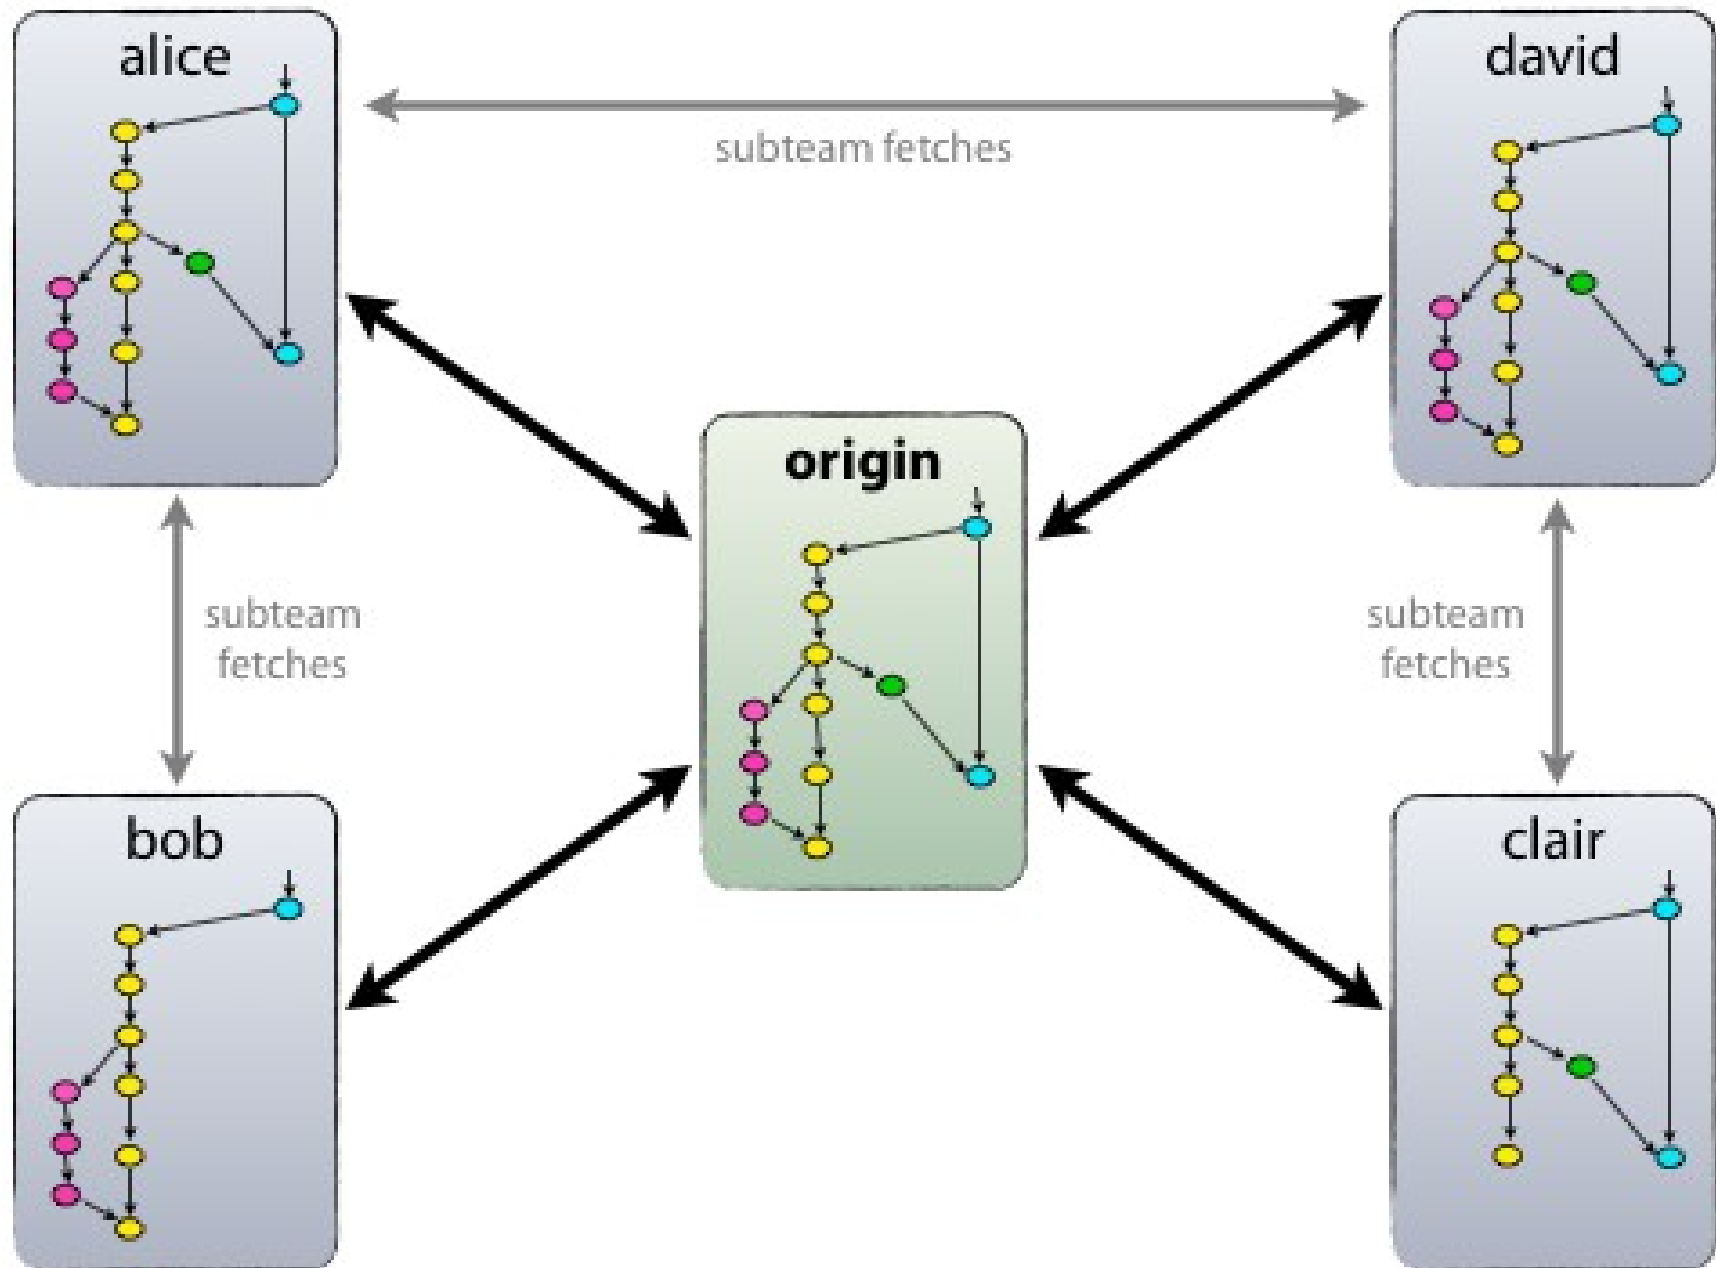 alice
david
subteam fetches
origin
subteam
fetches
subteam
fetches
bob
clair